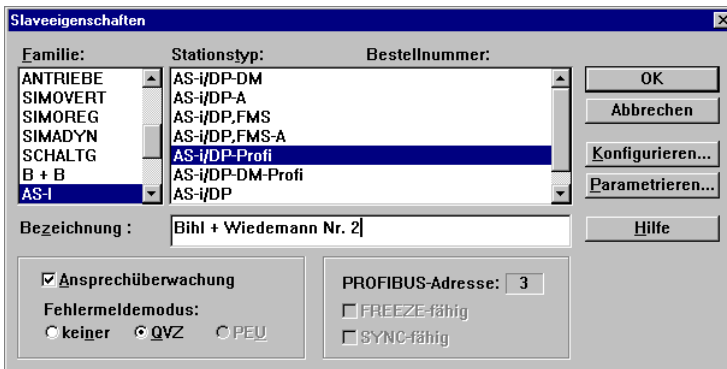 Slaveeigenschaften
Familie: Stationstyp: Bestellnummer:
ANTRIEBE
SIMOVERT
SIMOREG
SIMADYN
SCHALTG
B + B
AS-I
AS-i/DP-DM
AS-i/DP-A
AS-i/DP,FMS
AS-i/DP,FMS-A
AS-i/DP-Profi
AS-i/DP-DM-Profi
AS-i/DP
OK
Abbrechen
Konfigurieren...
Parametrieren...
Bezeichnung : Bihl + Wiedemann Nr. 2
Hilfe
Ansprechüberwachung
Fehlermeldemodus:
keiner QVZ PEU
PROFIBUS-Adresse: 3
FREEZE-fähig
SYNC-fähig